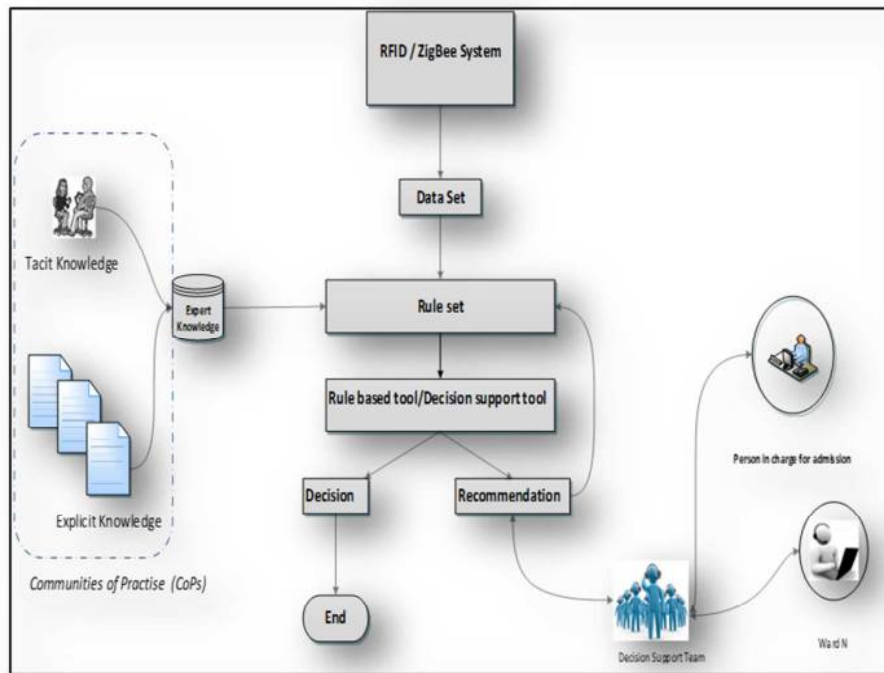 RFID / ZigBee System
Data Set
Tacit Knowledge
Expert
Knowledge
Rule set
Rule based tool/Decision support tool
Person in charge for admission
Decision
Recommendation
Explicit Knowledge
Communities of Practise (CoPs)
End
Decision Support Team
Ward N